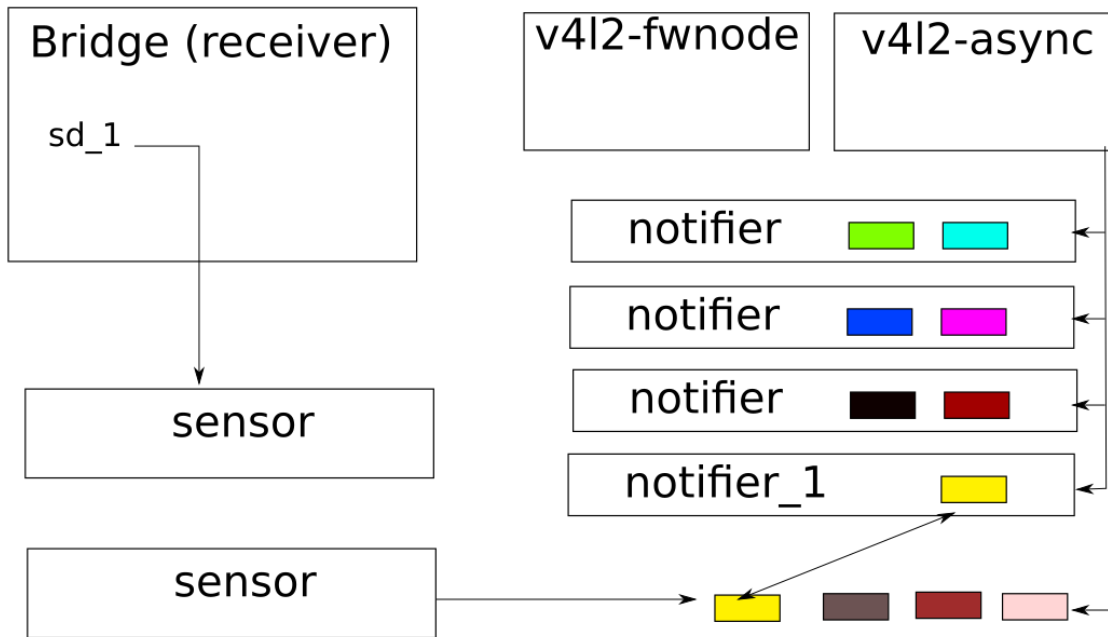 Bridge (receiver)
sd_1
sensor
sensor
v4l2-fwnode
v4l2-async
notifier
notifier
notifier
notifier_1